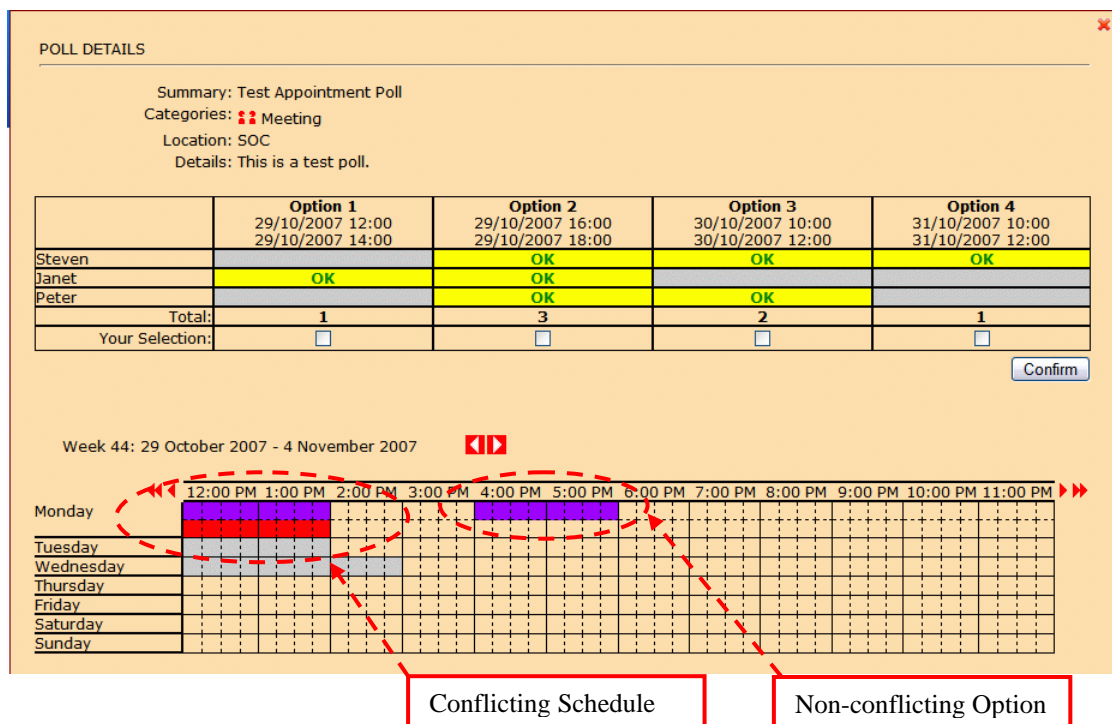 POLL DETAILS
Summary: Test Appointment Poll
Categories: Meeting
Location: SOC
Details: This is a test poll.
Option 1 Option 2 Option 3 Option 4
29/10/2007 12:00 29/10/2007 16:00 30/10/2007 10:00 31/10/2007 10:00
29/10/2007 14:00 29/10/2007 18:00 30/10/2007 12:00 31/10/2007 12:00
Steven OK OK OK
Janet OK OK
Peter OK OK
Total: 1 3 2 1
Your Selection:
Confirm
Week 44: 29 October 2007 - 4 November 2007
12:00 PM 1:00 PM 2:00 PM 3:00 PM 4:00 PM 5:00 PM 6:00 PM 7:00 PM 8:00 PM 9:00 PM 10:00 PM 11:00 PM
Monday
Tuesday
Wednesday
Thursday
Friday
Saturday
Sunday
Conflicting Schedule Non-conflicting Option